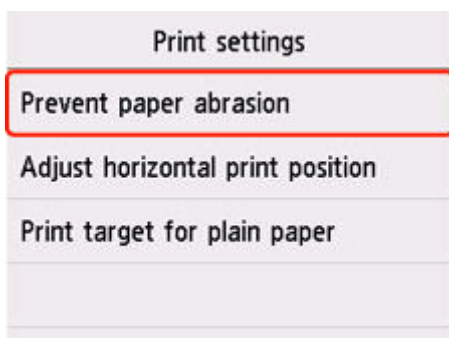 Print settings
Prevent paper abrasion
Adjust horizontal print position
Print target for plain paper